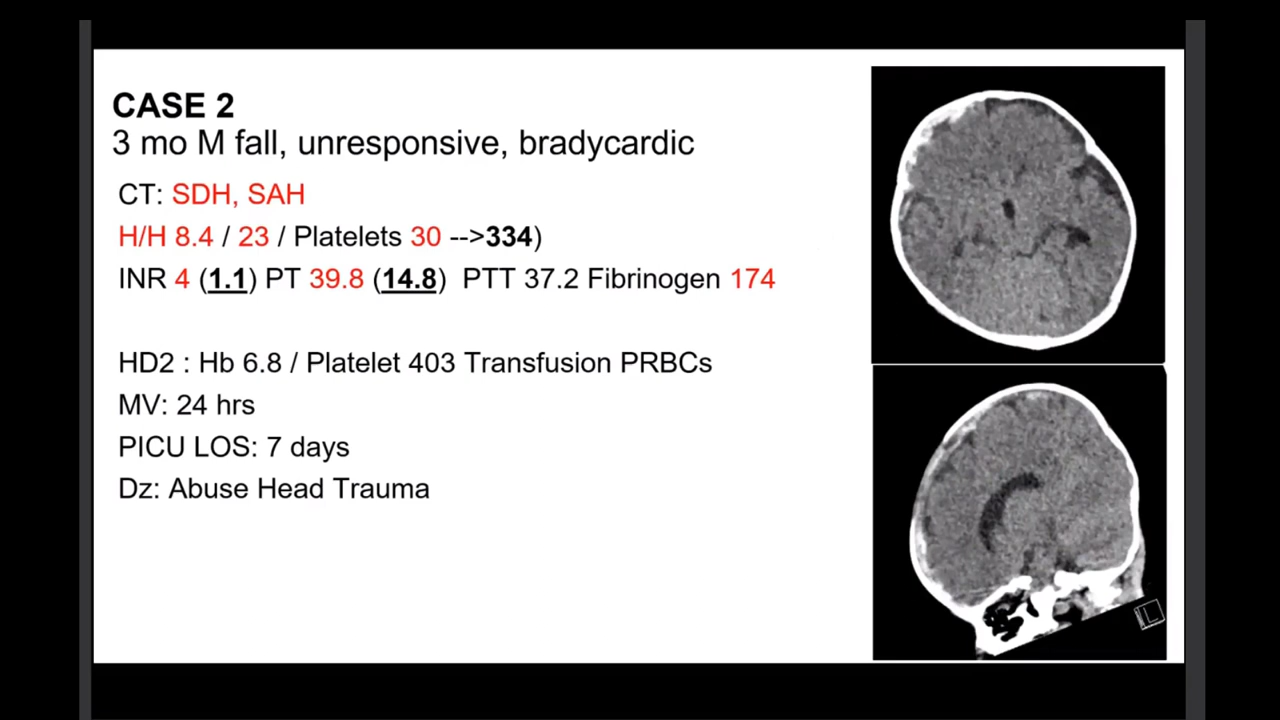 CASE 2
3 mo M fall, unresponsive, bradycardic
CT: SDH, SAH
H/H 8.4 / 23 / Platelets 30 -->334)
INR 4 (1.1) PT 39.8 (14.8) PTT 37.2 Fibrinogen 174
HD2 : Hb 6.8 / Platelet 403 Transfusion PRBCs
MV: 24 hrs
PICU LOS: 7 days
Dz: Abuse Head Trauma
L